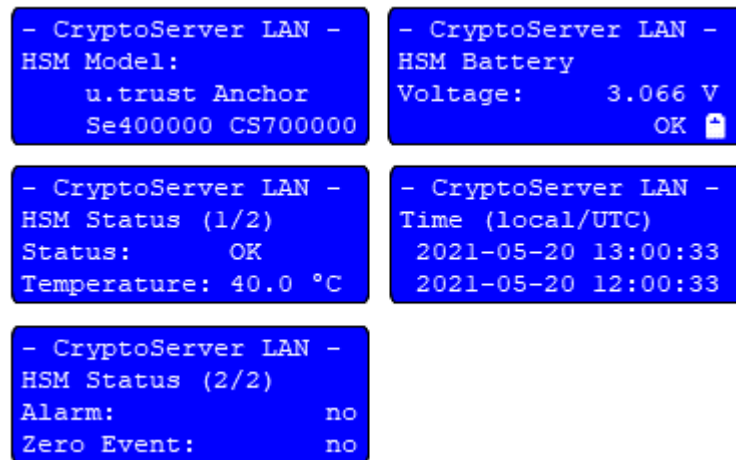 - CryptoServer LAN -
HSM Model:
u.trust Anchor
Se400000 CS700000
- CryptoServer LAN -
HSM Battery
Voltage: 3.066 V
OK
- CryptoServer LAN -
HSM Status (1/2)
Status: OK
Temperature: 40.0 °C
- CryptoServer LAN -
Time (local/UTC)
2021-05-20 13:00:33
2021-05-20 12:00:33
- CryptoServer LAN -
HSM Status (2/2)
Alarm: no
Zero Event: no